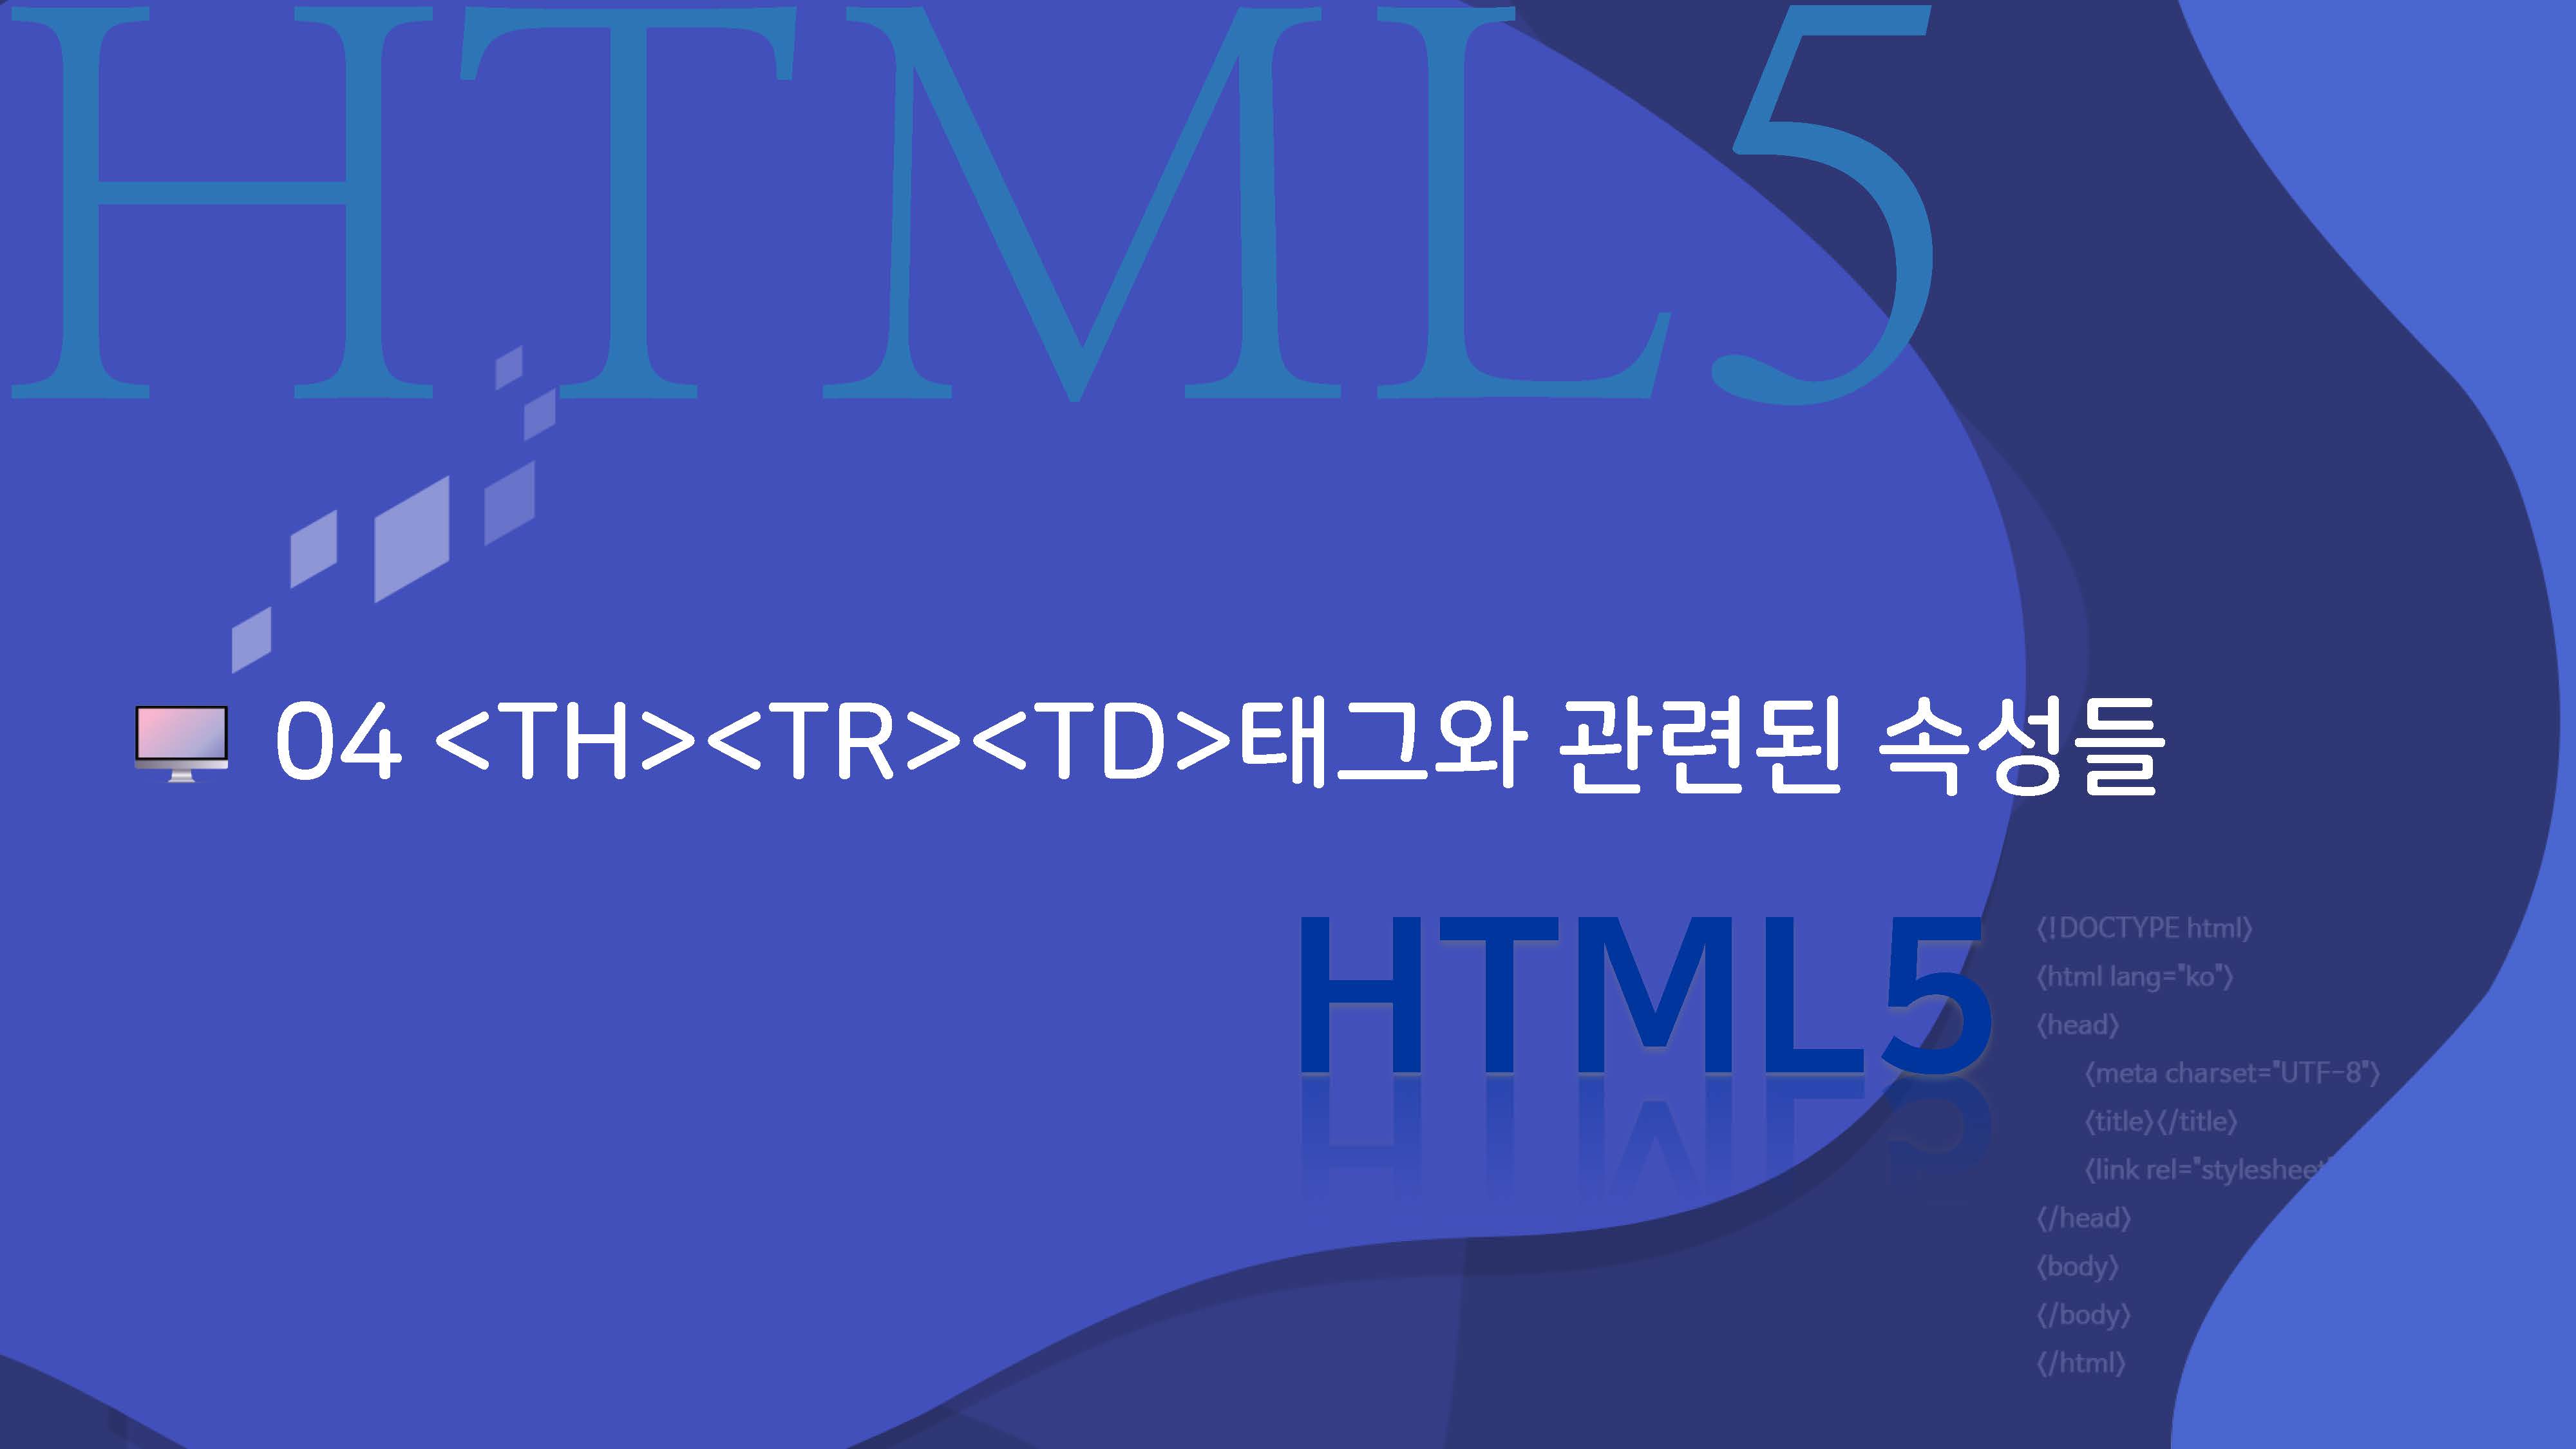 HTML5
04 <TH><TR><TD>태그와 관련된 속성들
HTML5
<!DOCTYPE html>
<html lang="ko">
<head>
<meta charset="UTF-8">
<title></title>
<link rel="stylesheet"
</head>
<body>
</body>
</html>